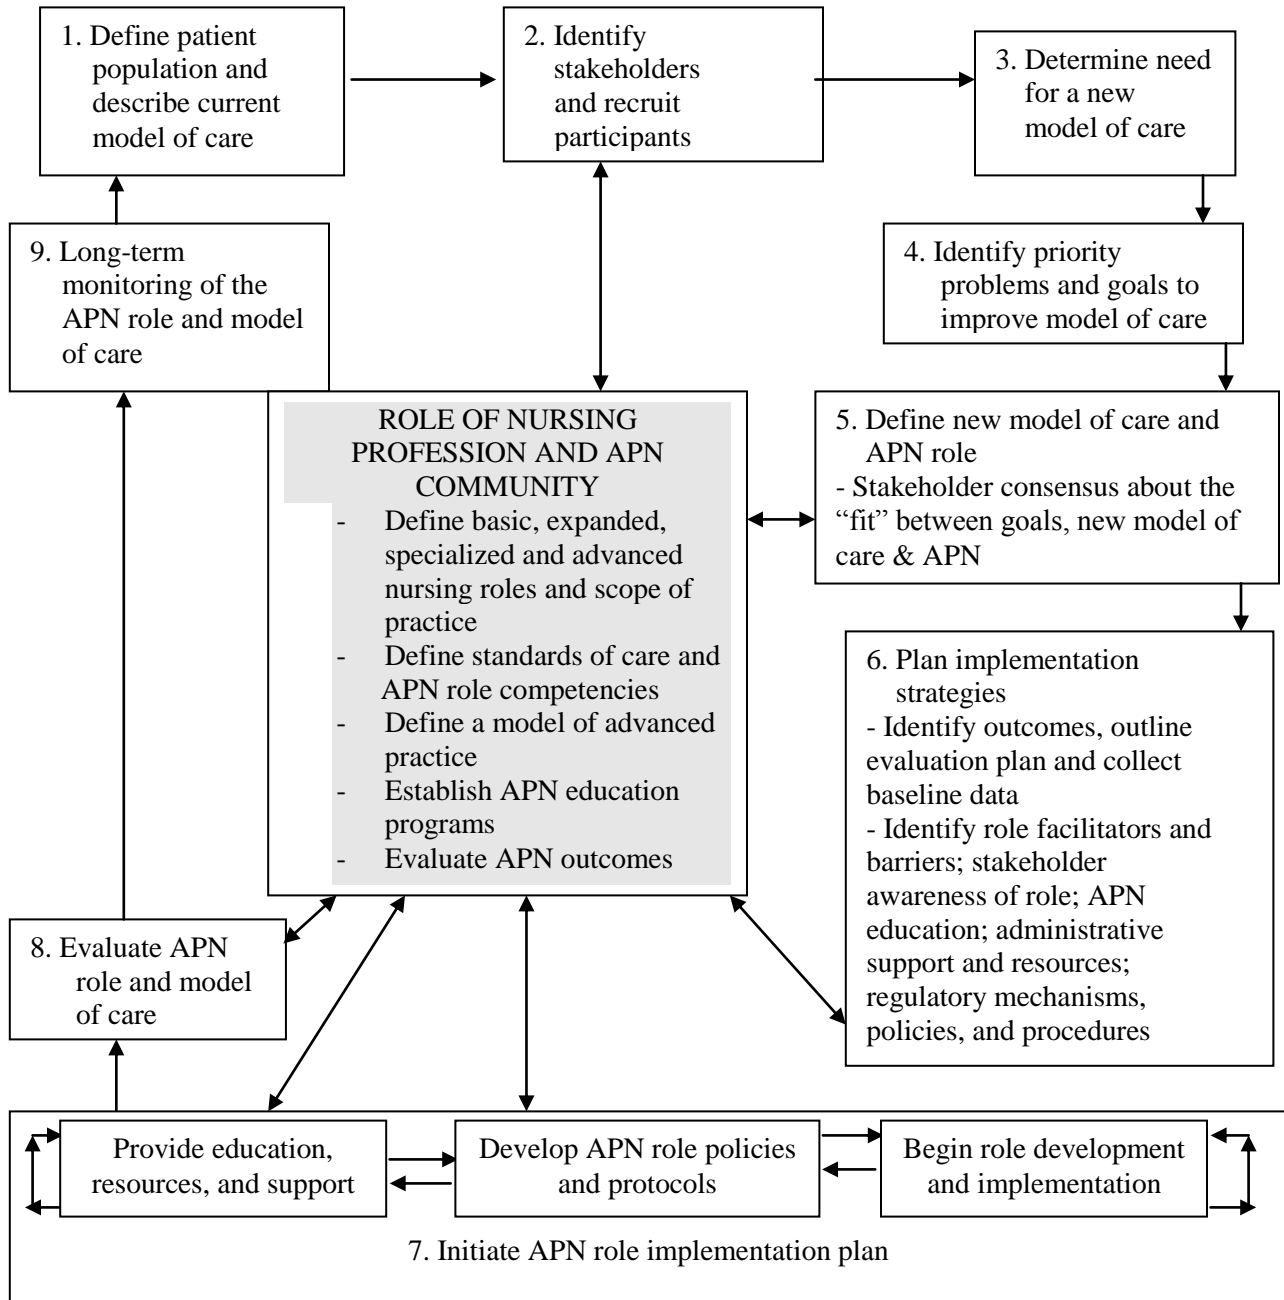 1. Define patient
population and
describe current
model of care
2. Identify
stakeholders
and recruit
participants
3. Determine need
for a new
model of care
9. Long-term
monitoring of the
APN role and model
of care
4. Identify priority
problems and goals to
improve model of care
ROLE OF NURSING
PROFESSION AND APN
COMMUNITY
- Define basic, expanded,
specialized and advanced
nursing roles and scope of
practice
- Define standards of care and
APN role competencies
- Define a model of advanced
practice
- Establish APN education
programs
- Evaluate APN outcomes
5. Define new model of care and
APN role
- Stakeholder consensus about the
“fit” between goals, new model of
care & APN
6. Plan implementation
strategies
- Identify outcomes, outline
evaluation plan and collect
baseline data
- Identify role facilitators and
barriers; stakeholder
awareness of role; APN
education; administrative
support and resources;
regulatory mechanisms,
policies, and procedures
8. Evaluate APN
role and model
of care
Provide education,
resources, and support
Develop APN role policies
and protocols
Begin role development
and implementation
7. Initiate APN role implementation plan